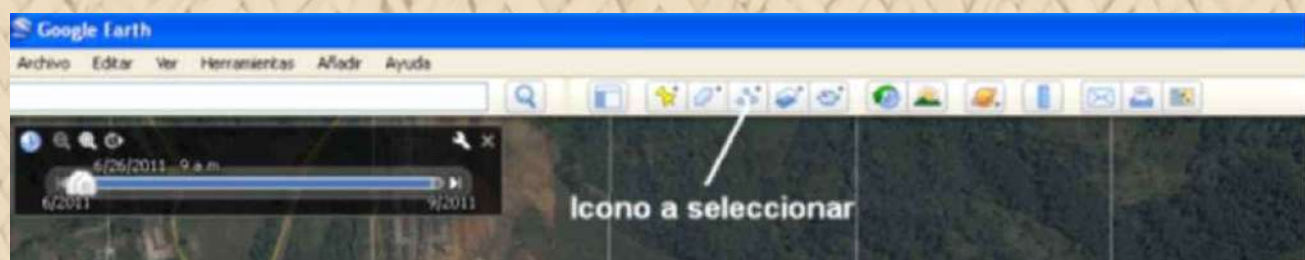 Google Earth
Archivo Editar Ver Herramientas Añadir Ayuda
6/26/2011 9 a.m.
6/2011 9/2011
Icono a seleccionar